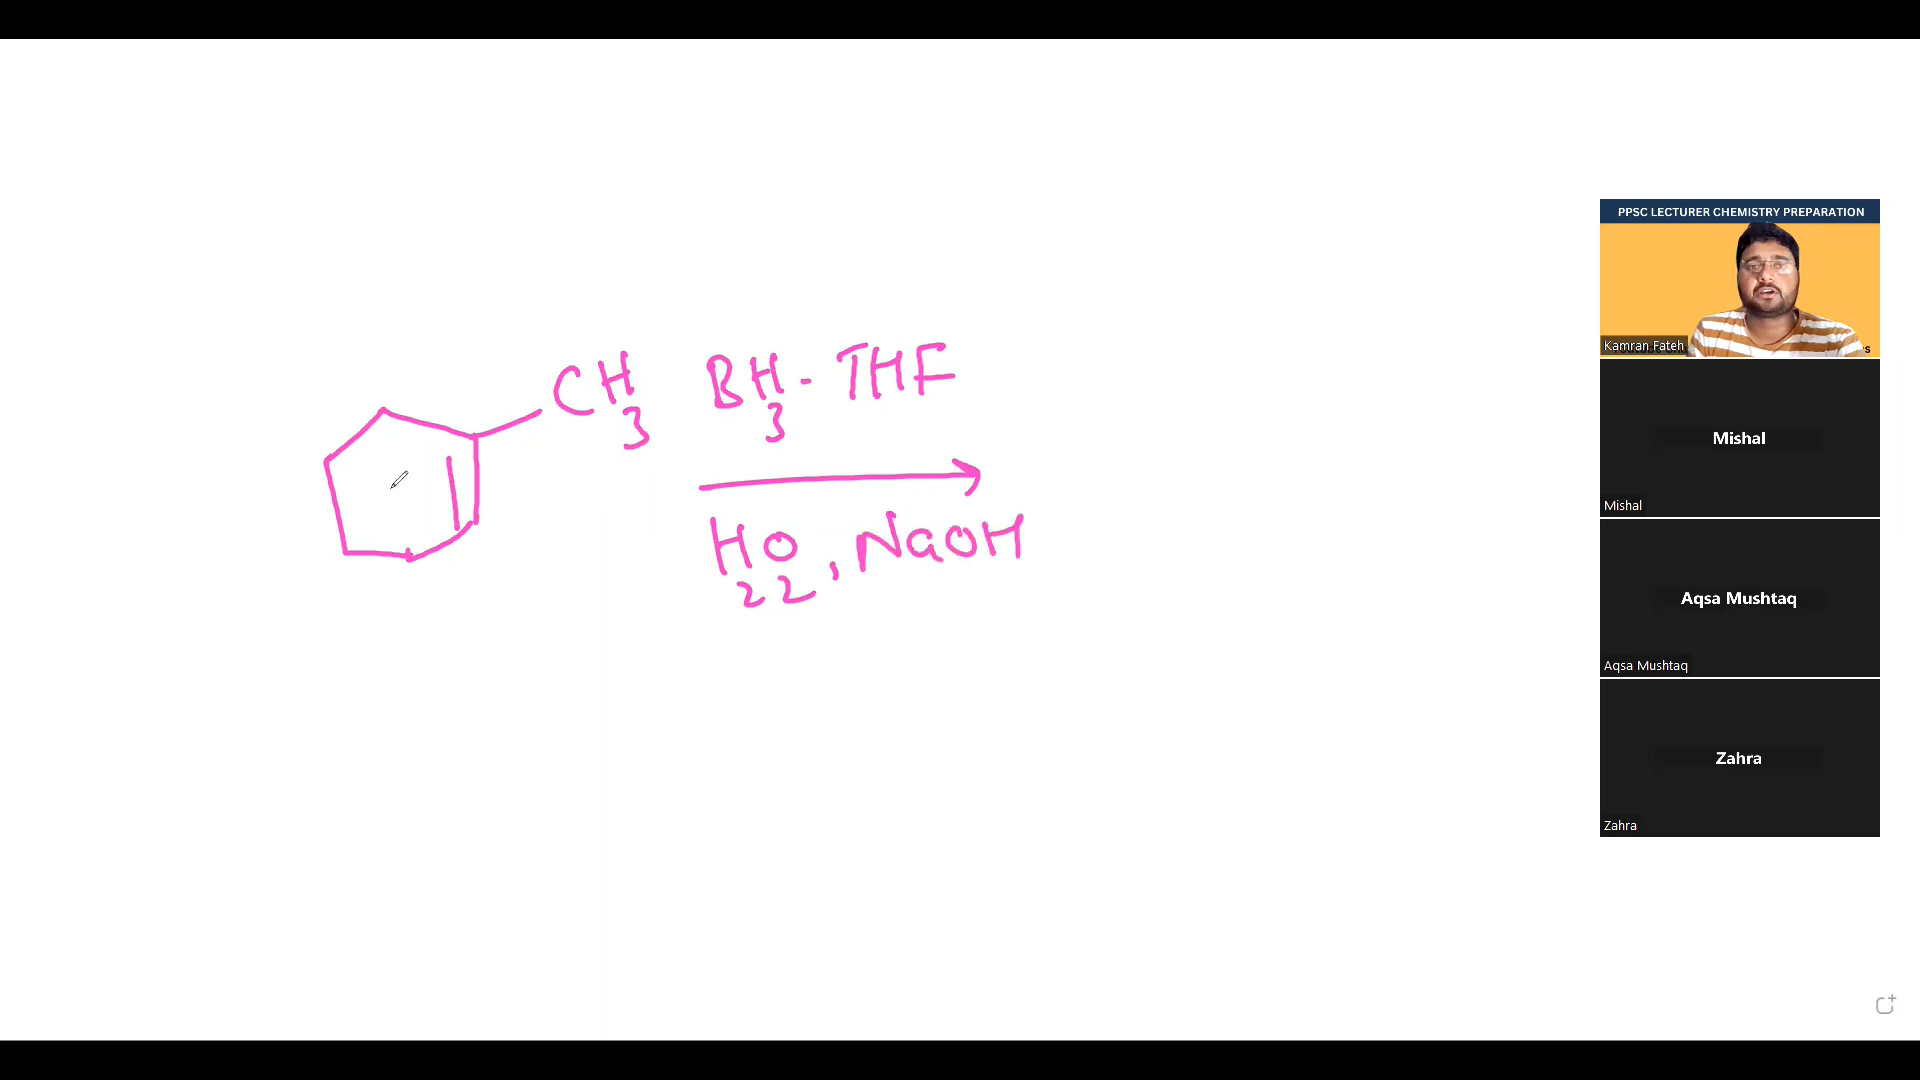 CH3
BH3-THF
H2O2, NaOH
PPSC LECTURER CHEMISTRY PREPARATION
Kamran Fateh
Mishal
Mishal
Aqsa Mushtaq
Aqsa Mushtaq
Zahra
Zahra